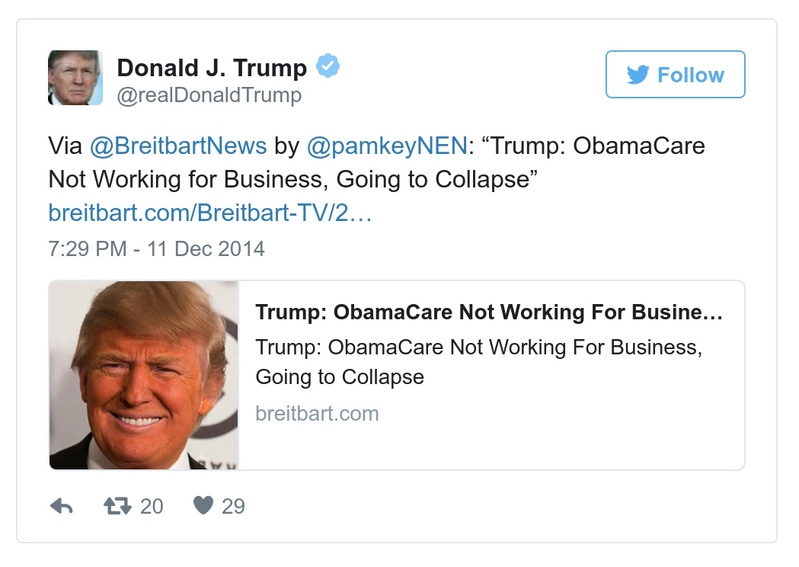 Donald J. Trump
@realDonaldTrump
Follow
Via @BreitbartNews by @pamkeyNEN: “Trump: ObamaCare
Not Working for Business, Going to Collapse”
breitbart.com/Breitbart-TV/2…
7:29 PM - 11 Dec 2014
Trump: ObamaCare Not Working For Busine…
Trump: ObamaCare Not Working For Business,
Going to Collapse
breitbart.com
20
29